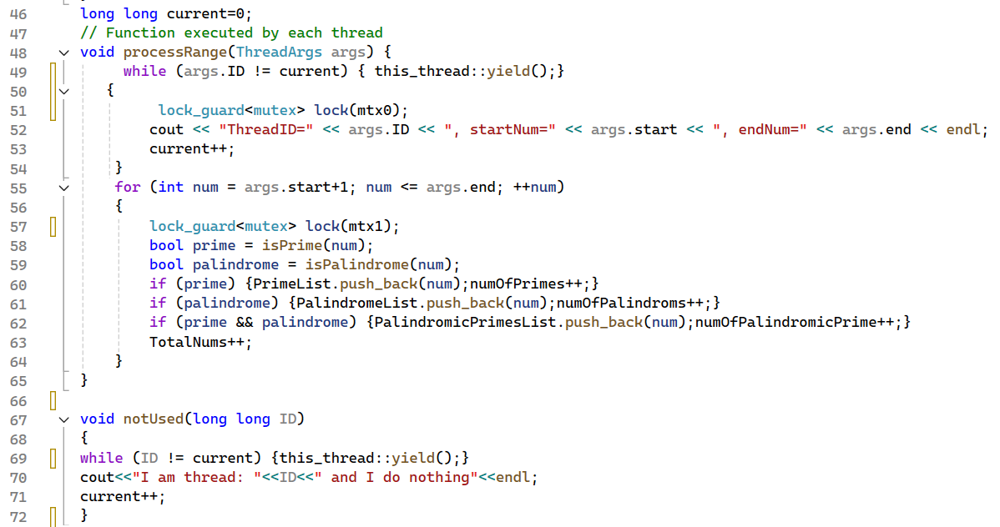 46 long long current=0;
47 // Function executed by each thread
48 void processRange(ThreadArgs args) {
49 while (args.ID != current) { this_thread::yield();}
50 {
51 lock_guard<mutex> lock(mtx0);
52 cout << "ThreadID=" << args.ID << ", startNum=" << args.start << ", endNum=" << args.end << endl;
53 current++;
54 }
55 for (int num = args.start+1; num <= args.end; ++num)
56 {
57 lock_guard<mutex> lock(mtx1);
58 bool prime = isPrime(num);
59 bool palindrome = isPalindrome(num);
60 if (prime) {PrimeList.push_back(num);numOfPrimes++;}
61 if (palindrome) {PalindromeList.push_back(num);numOfPalindroms++;}
62 if (prime && palindrome) {PalindromicPrimesList.push_back(num);numOfPalindromicPrime++;}
63 TotalNums++;
64 }
65 }
66
67 void notUsed(long long ID)
68 {
69 while (ID != current) {this_thread::yield();}
70 cout<<"I am thread: "<<ID<<" and I do nothing"<<endl;
71 current++;
72 }